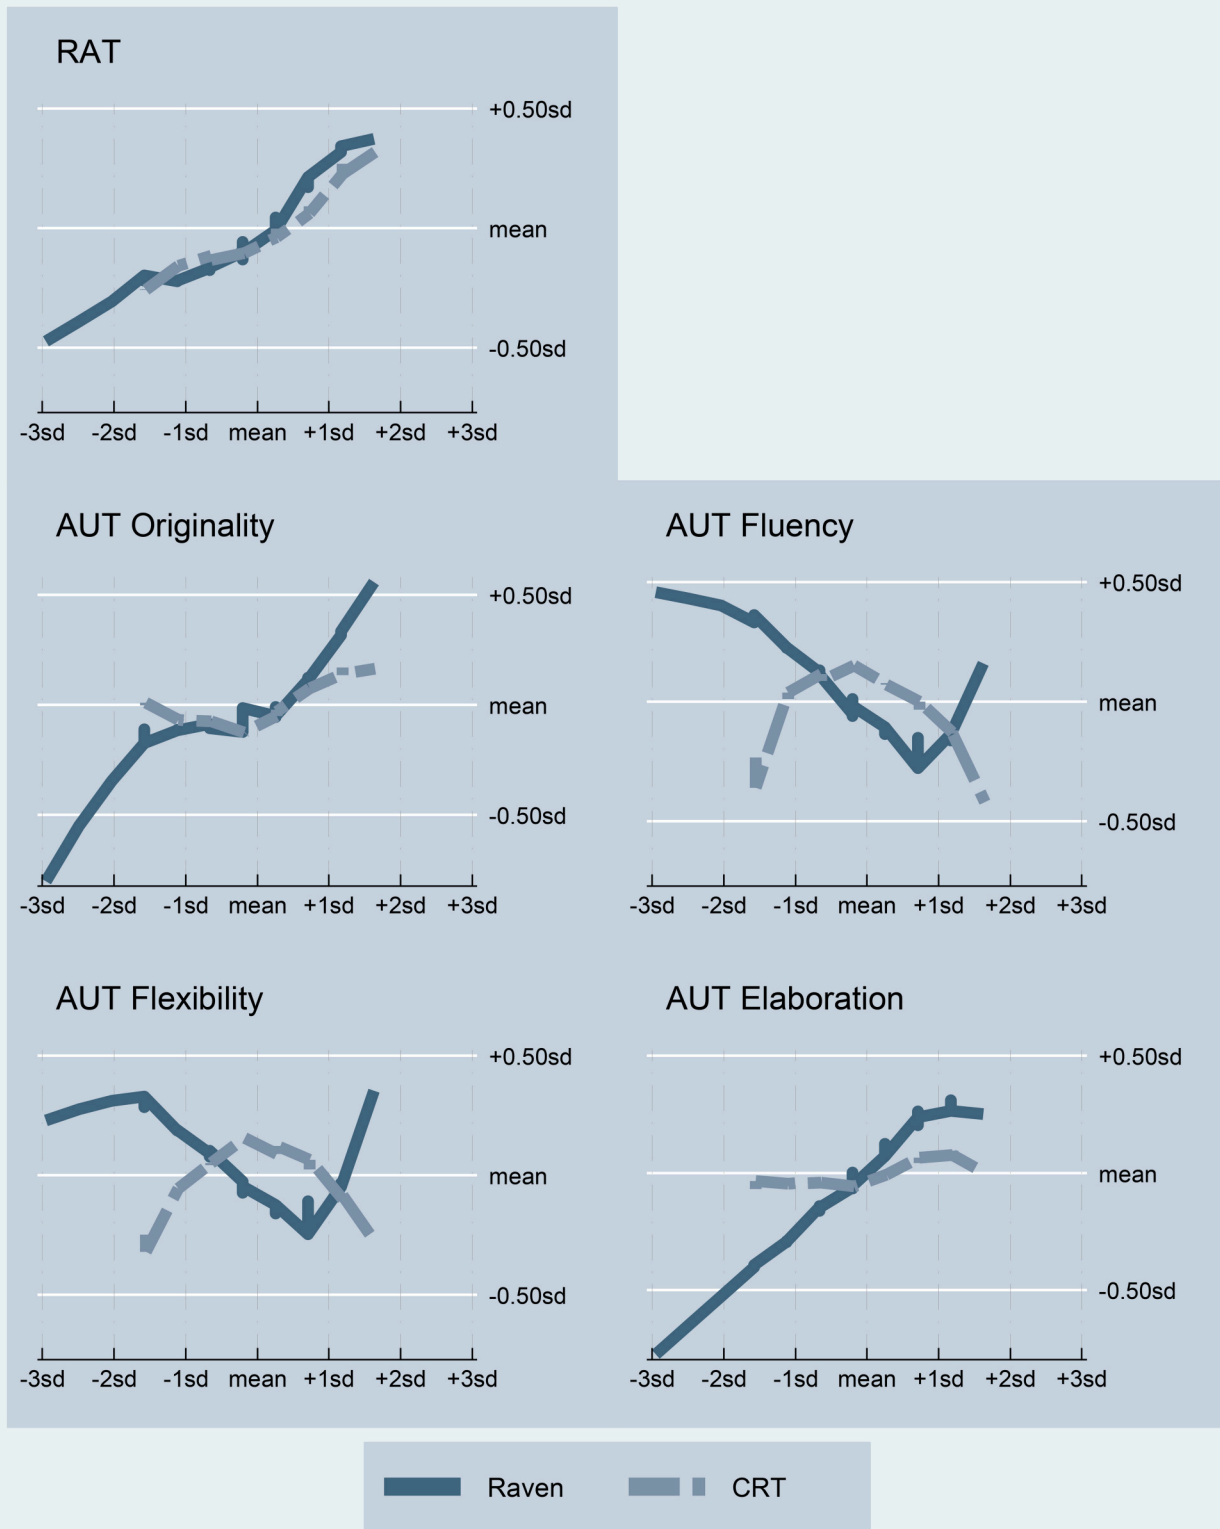 RAT
+0.50sd
mean
-0.50sd
-3sd -2sd -1sd mean +1sd +2sd +3sd
AUT Originality
+0.50sd
mean
-0.50sd
-3sd -2sd -1sd mean +1sd +2sd +3sd
AUT Fluency
+0.50sd
mean
-0.50sd
-3sd -2sd -1sd mean +1sd +2sd +3sd
AUT Flexibility
+0.50sd
mean
-0.50sd
-3sd -2sd -1sd mean +1sd +2sd +3sd
AUT Elaboration
+0.50sd
mean
-0.50sd
-3sd -2sd -1sd mean +1sd +2sd +3sd
Raven CRT